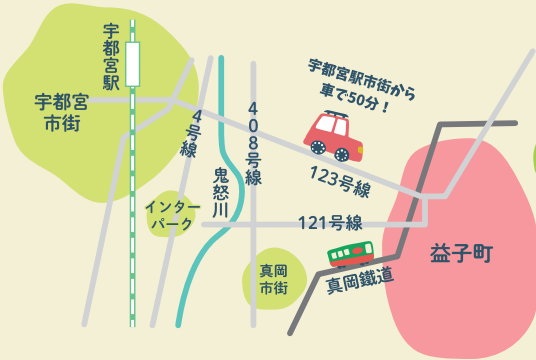 宇都宮駅
宇都宮
市街
4号線
408号線
宇都宮駅市街から
車で50分！
123号線
鬼怒川
インター
パーク
121号線
益子町
真岡
市街
真岡鐵道